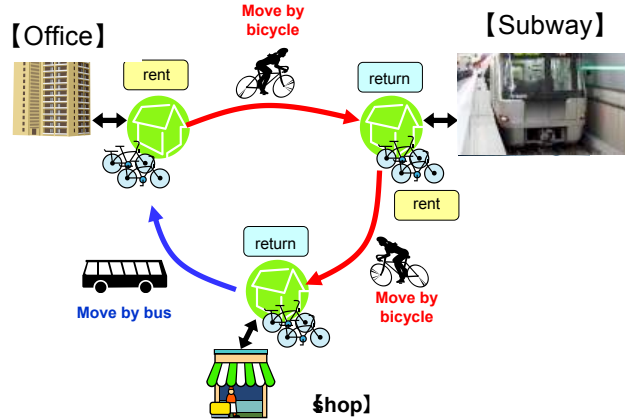 【Office】
Move by
bicycle
【Subway】
rent
return
rent
return
Move by
bicycle
Move by bus
【shop】